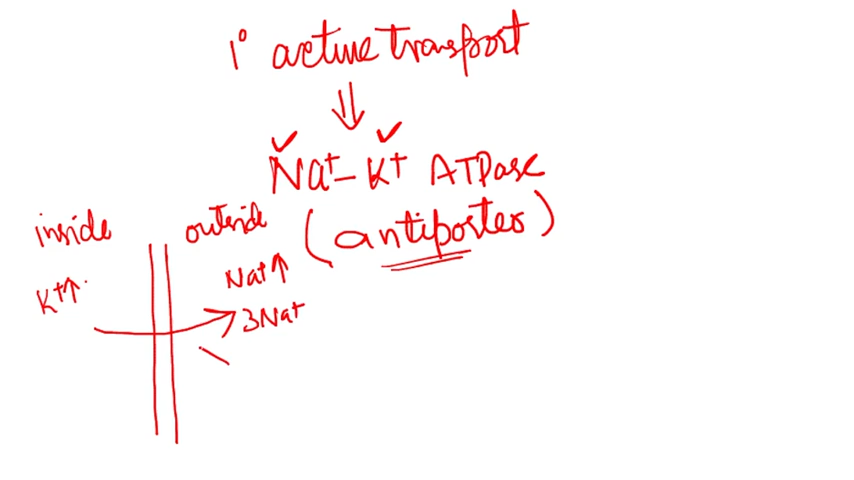 1° active transport
⇓
Na+ – K+ ATPase
(antiporter)
inside outside
K+↑ Na+↑
3Na+